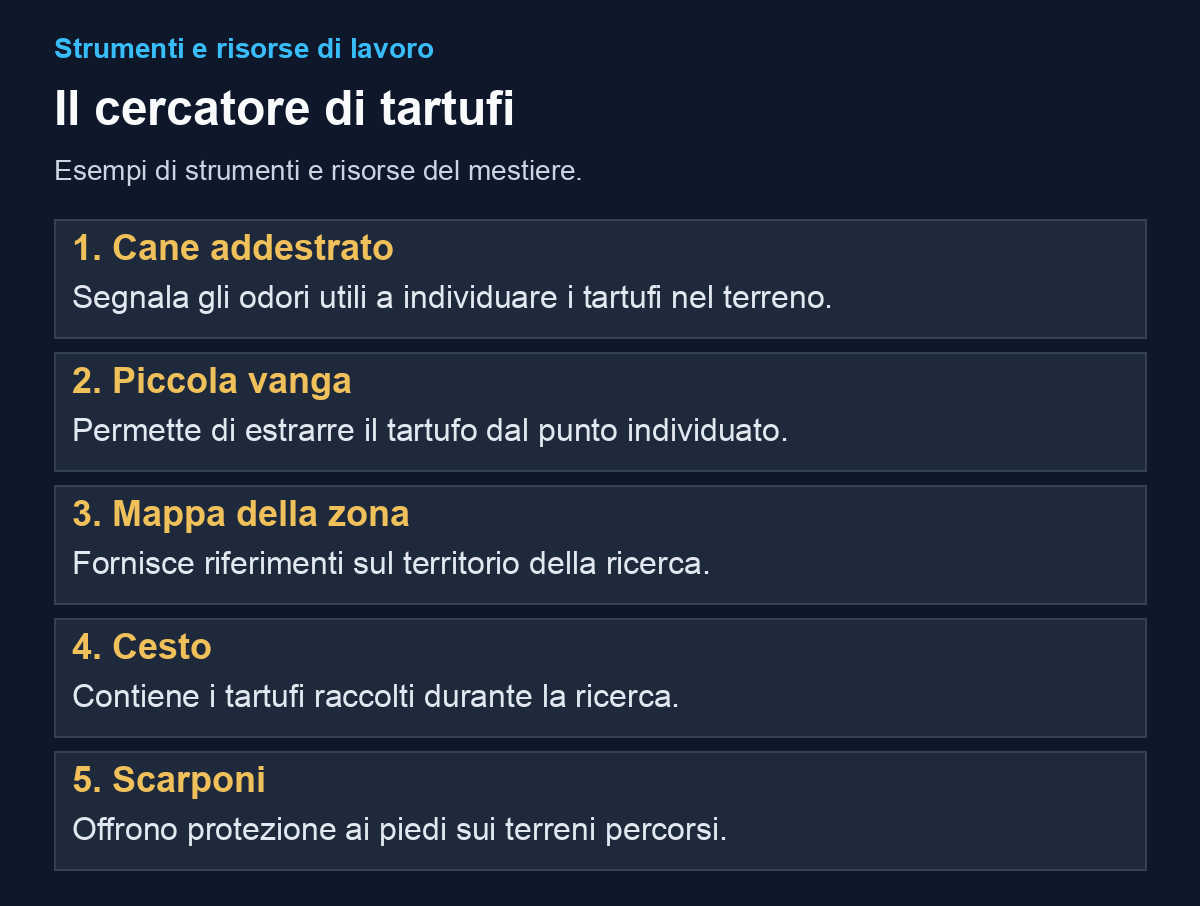 Strumenti e risorse di lavoro
Il cercatore di tartufi
Esempi di strumenti e risorse del mestiere.
1. Cane addestrato
Segnala gli odori utili a individuare i tartufi nel terreno.
2. Piccola vanga
Permette di estrarre il tartufo dal punto individuato.
3. Mappa della zona
Fornisce riferimenti sul territorio della ricerca.
4. Cesto
Contiene i tartufi raccolti durante la ricerca.
5. Scarponi
Offrono protezione ai piedi sui terreni percorsi.